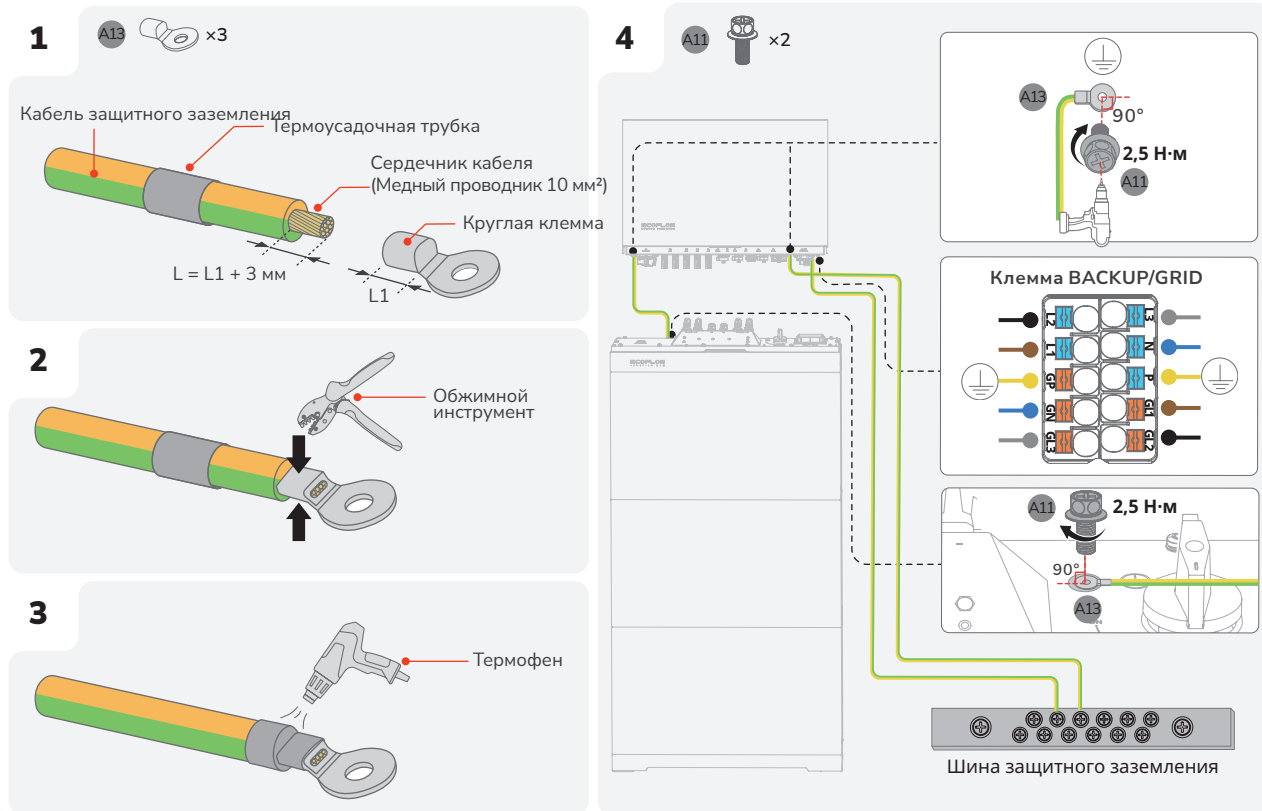 1
A13
×3
Кабель защитного заземления
Термоусадочная трубка
Сердечник кабеля
(Медный проводник 10 мм²)
Круглая клемма
L = L1 + 3 мм
L1
2
Обжимной
инструмент
3
Термофен
4
A11
×2
ECOFLOW
ECOFLOW
A13
90°
2,5 Н·м
A11
Клемма BACKUP/GRID
L2
L3
L1
N
GP
P
GN
GL1
GL3
GL2
A11
2,5 Н·м
90°
A13
Шина защитного заземления